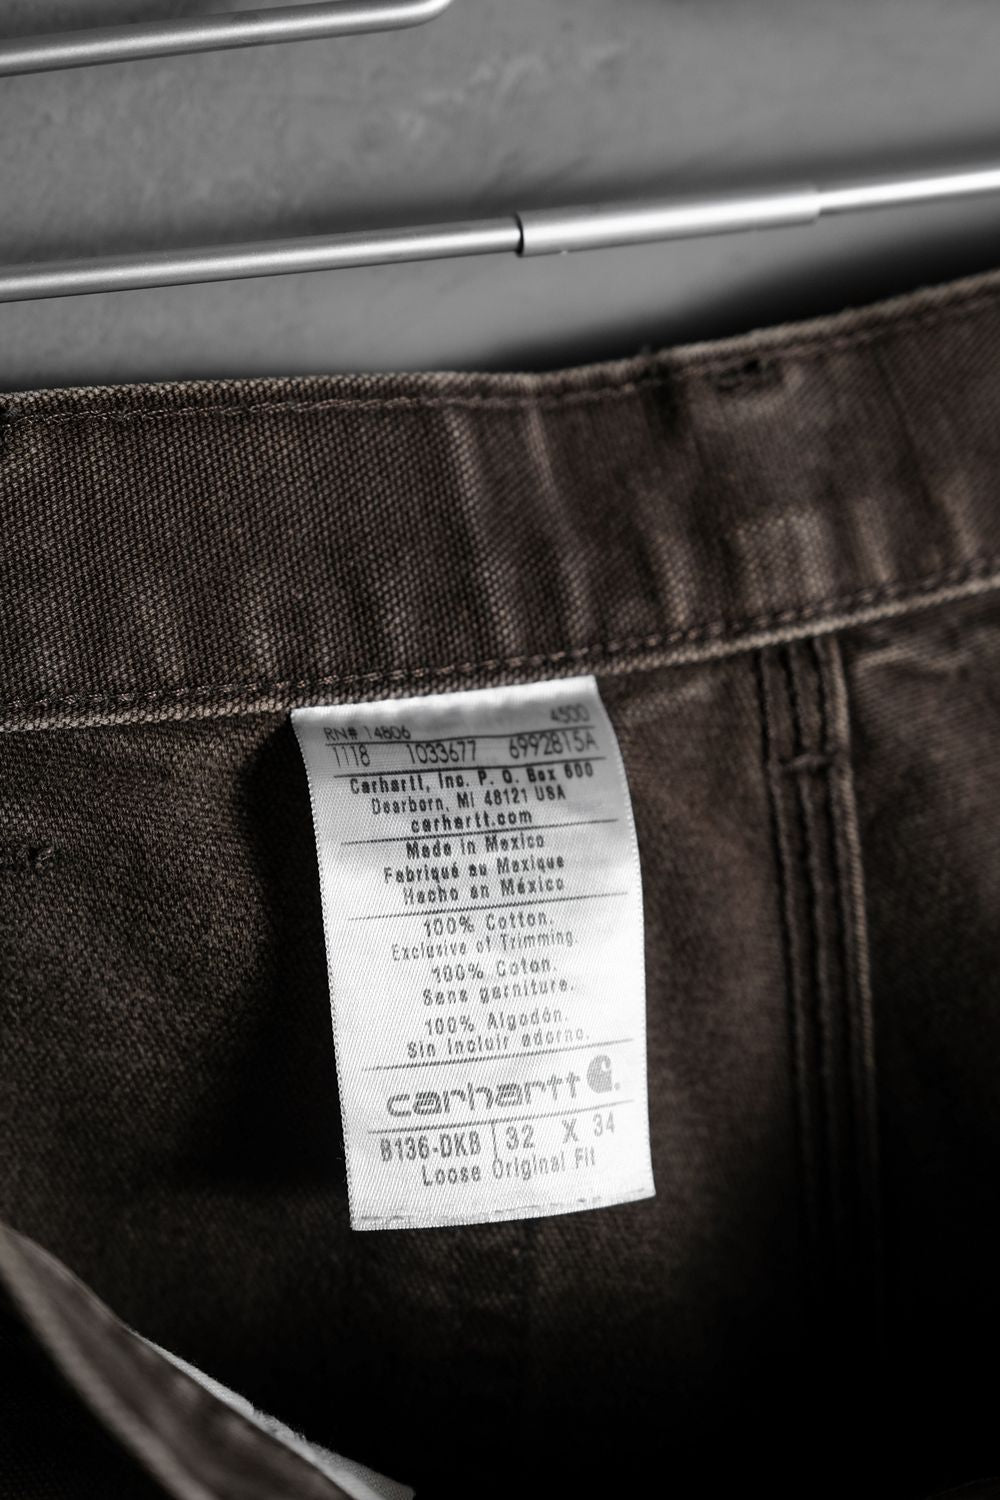 4500
RN# 14806
1118 1033677 6992815A
Carhartt, Inc. P. O. Box 600
Dearborn, MI 48121 USA
carhartt.com
Made in Mexico
Fabriqué au Mexique
Hecho en México
100% Cotton.
Exclusive of Trimming.
100% Coton.
Sans garniture.
100% Algodón.
Sin incluir adorno.
carhartt
B136-DKB | 32 X 34
Loose Original Fit